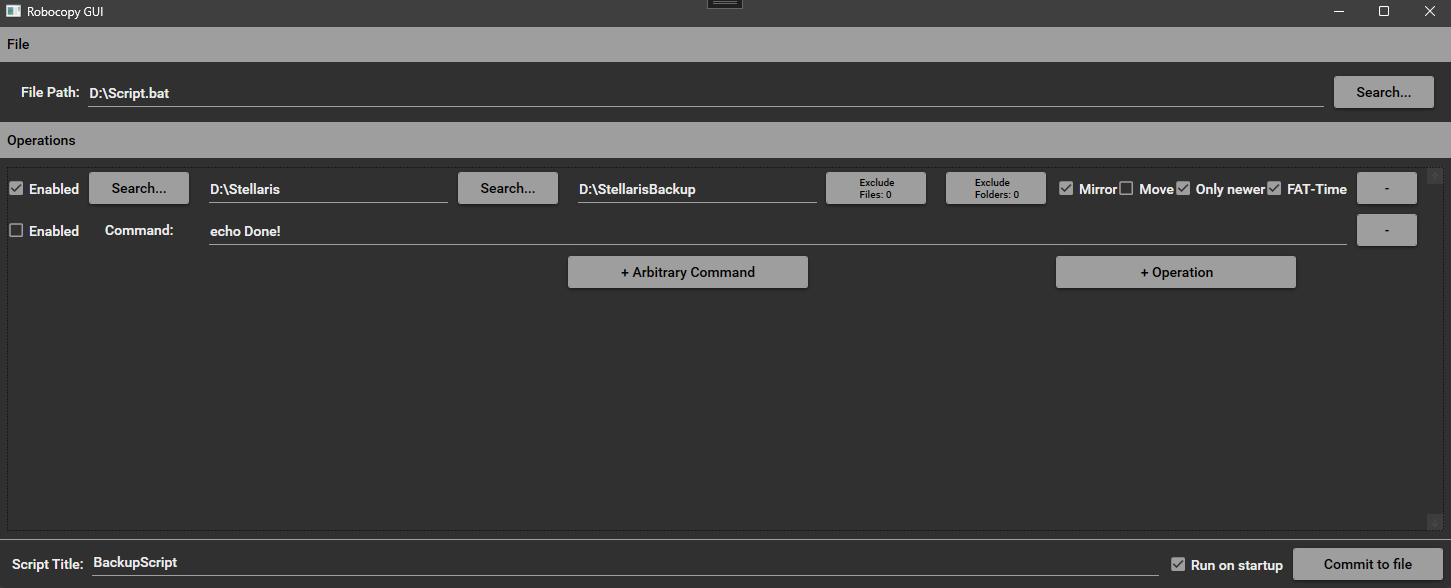 Robocopy GUI
File
File Path: D:\Script.bat Search...
Operations
Enabled Search... D:\Stellaris Search... D:\StellarisBackup Exclude Files: 0 Exclude Folders: 0 Mirror Move Only newer FAT-Time -
Enabled Command: echo Done! -
+ Arbitrary Command + Operation
Script Title: BackupScript Run on startup Commit to file